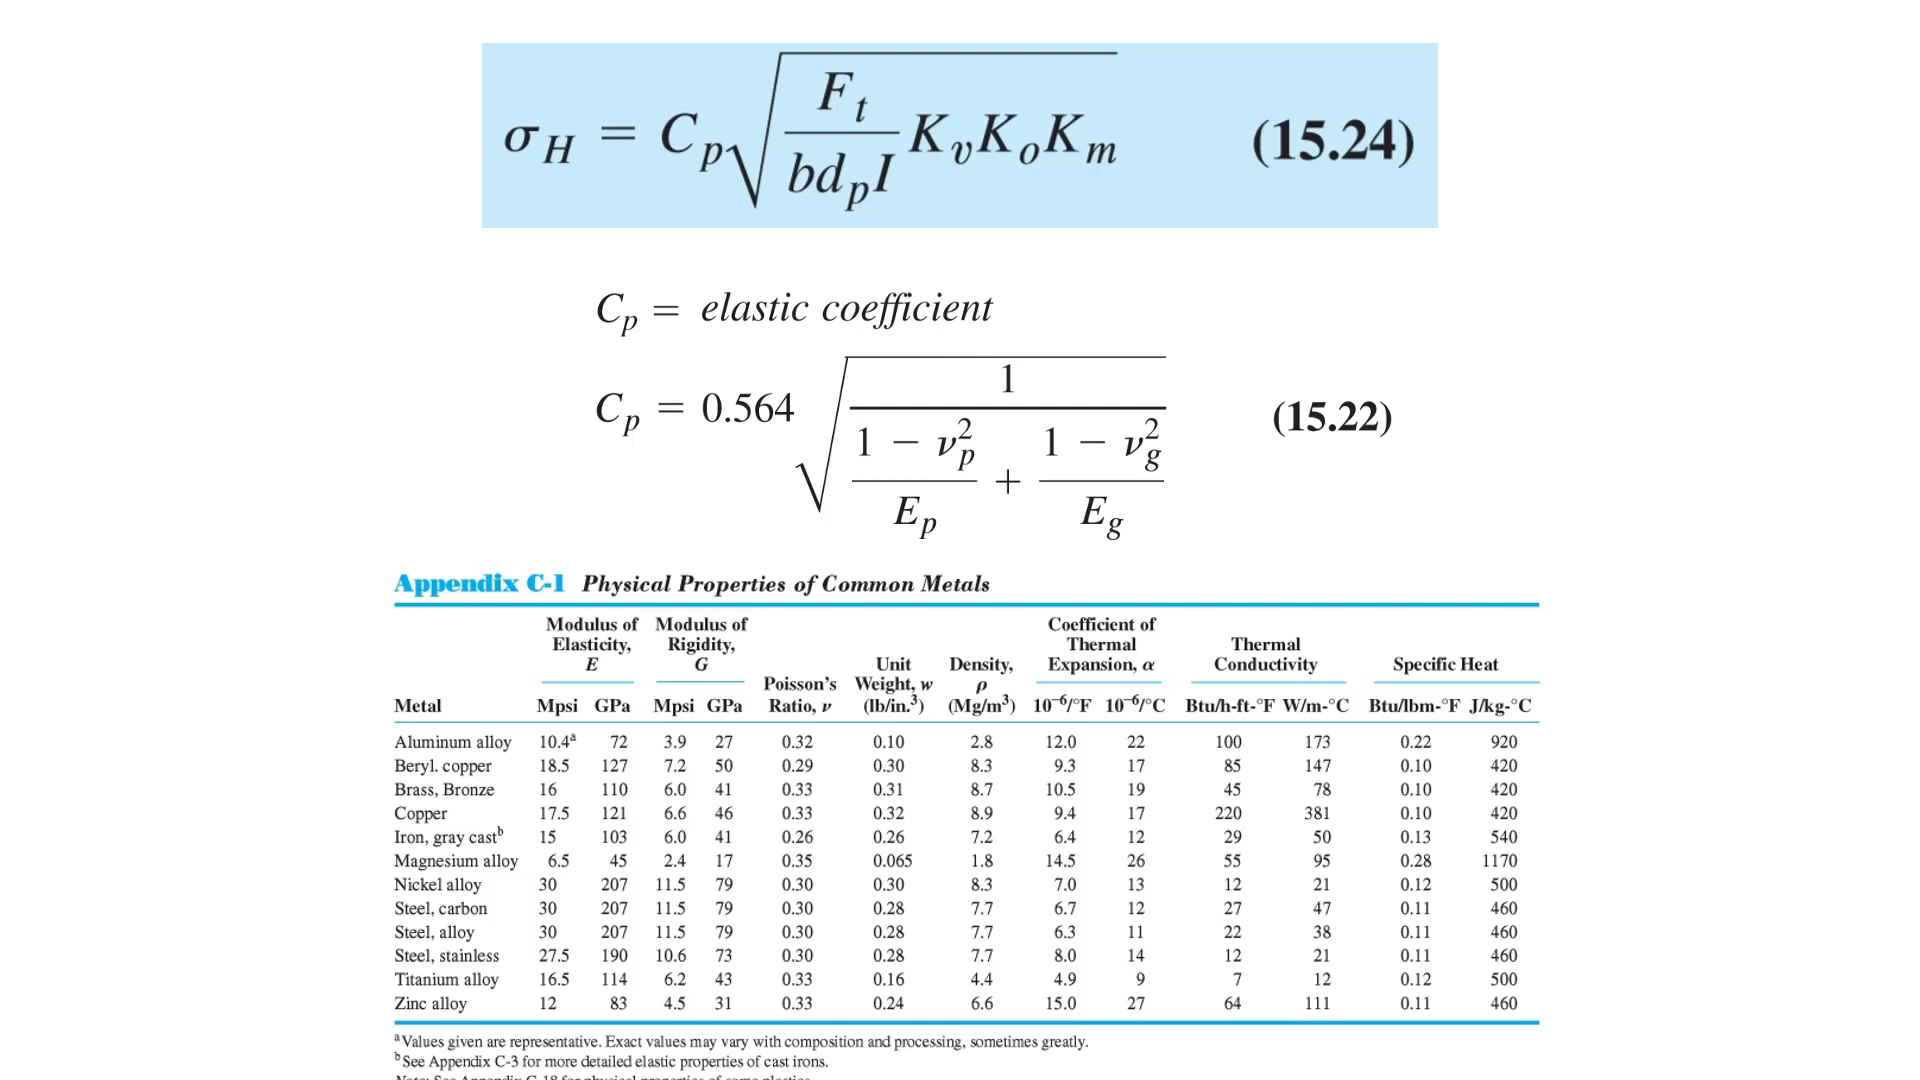 σH = Cp√(Ft / bdpI KvKoKm) (15.24)
Cp = elastic coefficient
Cp = 0.564 √(1 / ((1 − νp²)/Ep + (1 − νg²)/Eg)) (15.22)
Appendix C-1 Physical Properties of Common Metals
Modulus of Elasticity, E Modulus of Rigidity, G Poisson's Ratio, ν Unit Weight, w (lb/in.³) Density, ρ (Mg/m³) Coefficient of Thermal Expansion, α Thermal Conductivity Specific Heat
Metal Mpsi GPa Mpsi GPa 10⁻⁶/°F 10⁻⁶/°C Btu/h-ft-°F W/m-°C Btu/lbm-°F J/kg-°C
Aluminum alloy 10.4ᵃ 72 3.9 27 0.32 0.10 2.8 12.0 22 100 173 0.22 920
Beryl. copper 18.5 127 7.2 50 0.29 0.30 8.3 9.3 17 85 147 0.10 420
Brass, Bronze 16 110 6.0 41 0.33 0.31 8.7 10.5 19 45 78 0.10 420
Copper 17.5 121 6.6 46 0.33 0.32 8.9 9.4 17 220 381 0.10 420
Iron, gray castᵇ 15 103 6.0 41 0.26 0.26 7.2 6.4 12 29 50 0.13 540
Magnesium alloy 6.5 45 2.4 17 0.35 0.065 1.8 14.5 26 55 95 0.28 1170
Nickel alloy 30 207 11.5 79 0.30 0.30 8.3 7.0 13 12 21 0.12 500
Steel, carbon 30 207 11.5 79 0.30 0.28 7.7 6.7 12 27 47 0.11 460
Steel, alloy 30 207 11.5 79 0.30 0.28 7.7 6.3 11 22 38 0.11 460
Steel, stainless 27.5 190 10.6 73 0.30 0.28 7.7 8.0 14 12 21 0.11 460
Titanium alloy 16.5 114 6.2 43 0.33 0.16 4.4 4.9 9 7 12 0.12 500
Zinc alloy 12 83 4.5 31 0.33 0.24 6.6 15.0 27 64 111 0.11 460
ᵃValues given are representative. Exact values may vary with composition and processing, sometimes greatly.
ᵇSee Appendix C-3 for more detailed elastic properties of cast irons.
Note: See Appendix C-18 for physical properties of some plastics.